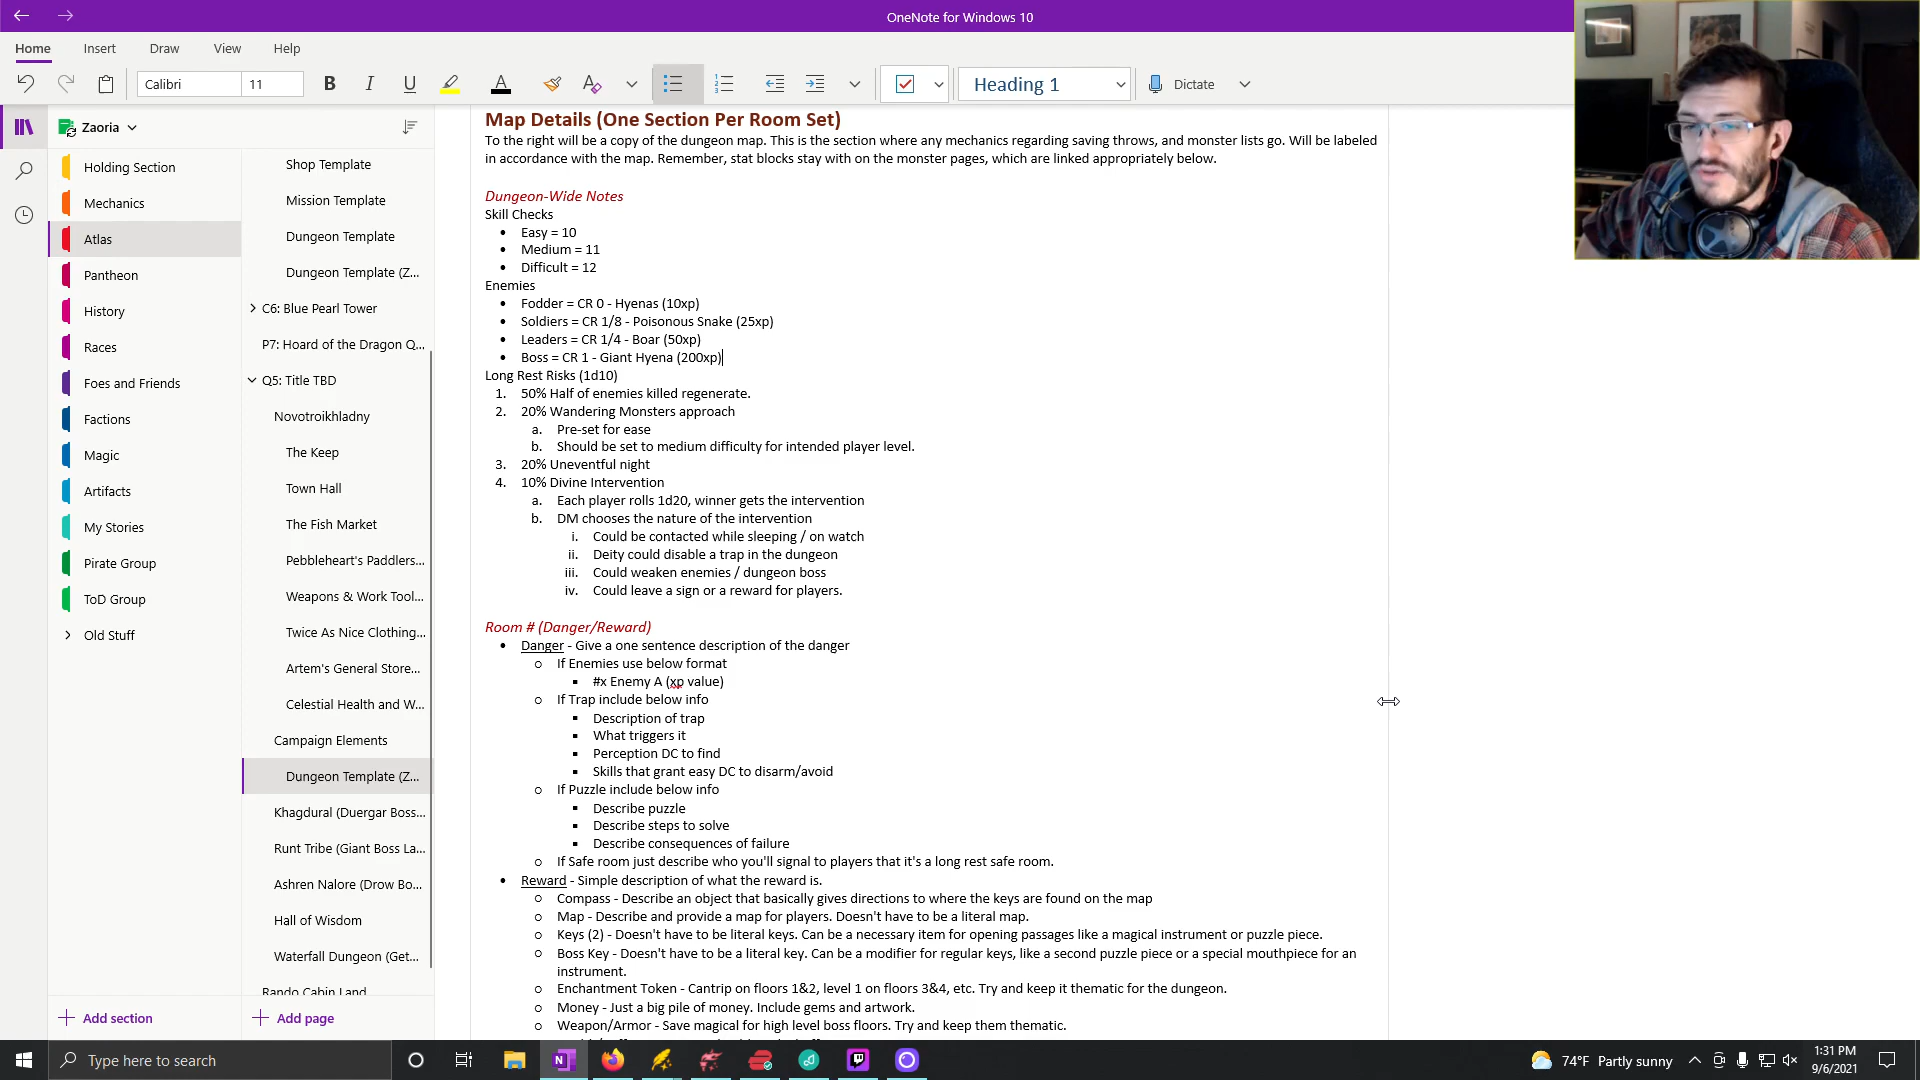 OneNote for Windows 10
Home Insert Draw View Help
Calibri 11 B I U A A Heading 1 Dictate
Zaoria
Holding Section
Mechanics
Atlas
Pantheon
History
Races
Foes and Friends
Factions
Magic
Artifacts
My Stories
Pirate Group
ToD Group
Old Stuff
Add section
Shop Template
Mission Template
Dungeon Template
Dungeon Template (Z...
C6: Blue Pearl Tower
P7: Hoard of the Dragon Q...
Q5: Title TBD
Novotroikhladny
The Keep
Town Hall
The Fish Market
Pebbleheart's Paddlers...
Weapons & Work Tool...
Twice As Nice Clothing...
Artem's General Store...
Celestial Health and W...
Campaign Elements
Dungeon Template (Z...
Khagdural (Duergar Boss...
Runt Tribe (Giant Boss La...
Ashren Nalore (Drow Bo...
Hall of Wisdom
Waterfall Dungeon (Get...
Rando Cabin Land
Add page
Map Details (One Section Per Room Set)
To the right will be a copy of the dungeon map. This is the section where any mechanics regarding saving throws, and monster lists go. Will be labeled
in accordance with the map. Remember, stat blocks stay with on the monster pages, which are linked appropriately below.
Dungeon-Wide Notes
Skill Checks
• Easy = 10
• Medium = 11
• Difficult = 12
Enemies
• Fodder = CR 0 - Hyenas (10xp)
• Soldiers = CR 1/8 - Poisonous Snake (25xp)
• Leaders = CR 1/4 - Boar (50xp)
• Boss = CR 1 - Giant Hyena (200xp)
Long Rest Risks (1d10)
1. 50% Half of enemies killed regenerate.
2. 20% Wandering Monsters approach
a. Pre-set for ease
b. Should be set to medium difficulty for intended player level.
3. 20% Uneventful night
4. 10% Divine Intervention
a. Each player rolls 1d20, winner gets the intervention
b. DM chooses the nature of the intervention
i. Could be contacted while sleeping / on watch
ii. Deity could disable a trap in the dungeon
iii. Could weaken enemies / dungeon boss
iv. Could leave a sign or a reward for players.
Room # (Danger/Reward)
• Danger - Give a one sentence description of the danger
o If Enemies use below format
▪ #x Enemy A (xp value)
o If Trap include below info
▪ Description of trap
▪ What triggers it
▪ Perception DC to find
▪ Skills that grant easy DC to disarm/avoid
o If Puzzle include below info
▪ Describe puzzle
▪ Describe steps to solve
▪ Describe consequences of failure
o If Safe room just describe who you'll signal to players that it's a long rest safe room.
• Reward - Simple description of what the reward is.
o Compass - Describe an object that basically gives directions to where the keys are found on the map
o Map - Describe and provide a map for players. Doesn't have to be a literal map.
o Keys (2) - Doesn't have to be literal keys. Can be a necessary item for opening passages like a magical instrument or puzzle piece.
o Boss Key - Doesn't have to be a literal key. Can be a modifier for regular keys, like a second puzzle piece or a special mouthpiece for an
instrument.
o Enchantment Token - Cantrip on floors 1&2, level 1 on floors 3&4, etc. Try and keep it thematic for the dungeon.
o Money - Just a big pile of money. Include gems and artwork.
o Weapon/Armor - Save magical for high level boss floors. Try and keep them thematic.
Type here to search
74°F Partly sunny
1:31 PM
9/6/2021